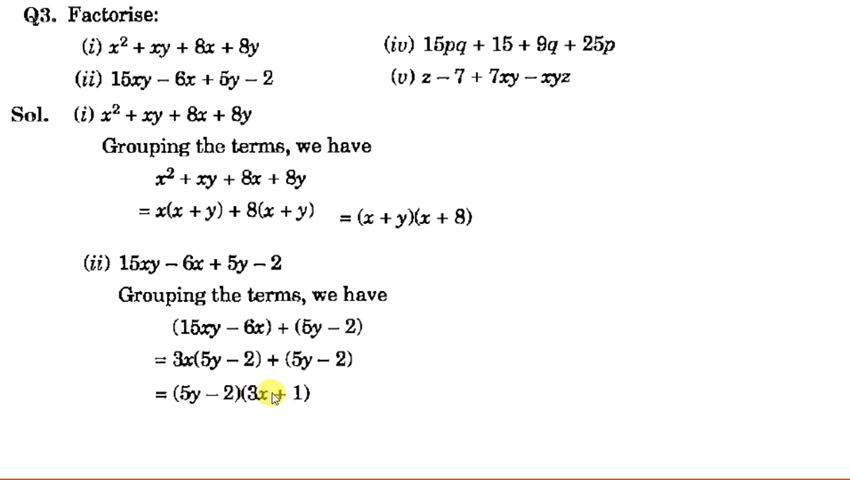 Q3. Factorise:
(i) x² + xy + 8x + 8y (iv) 15pq + 15 + 9q + 25p
(ii) 15xy – 6x + 5y – 2 (v) z – 7 + 7xy – xyz
Sol. (i) x² + xy + 8x + 8y
Grouping the terms, we have
x² + xy + 8x + 8y
= x(x + y) + 8(x + y) = (x + y)(x + 8)
(ii) 15xy – 6x + 5y – 2
Grouping the terms, we have
(15xy – 6x) + (5y – 2)
= 3x(5y – 2) + (5y – 2)
= (5y – 2)(3x + 1)